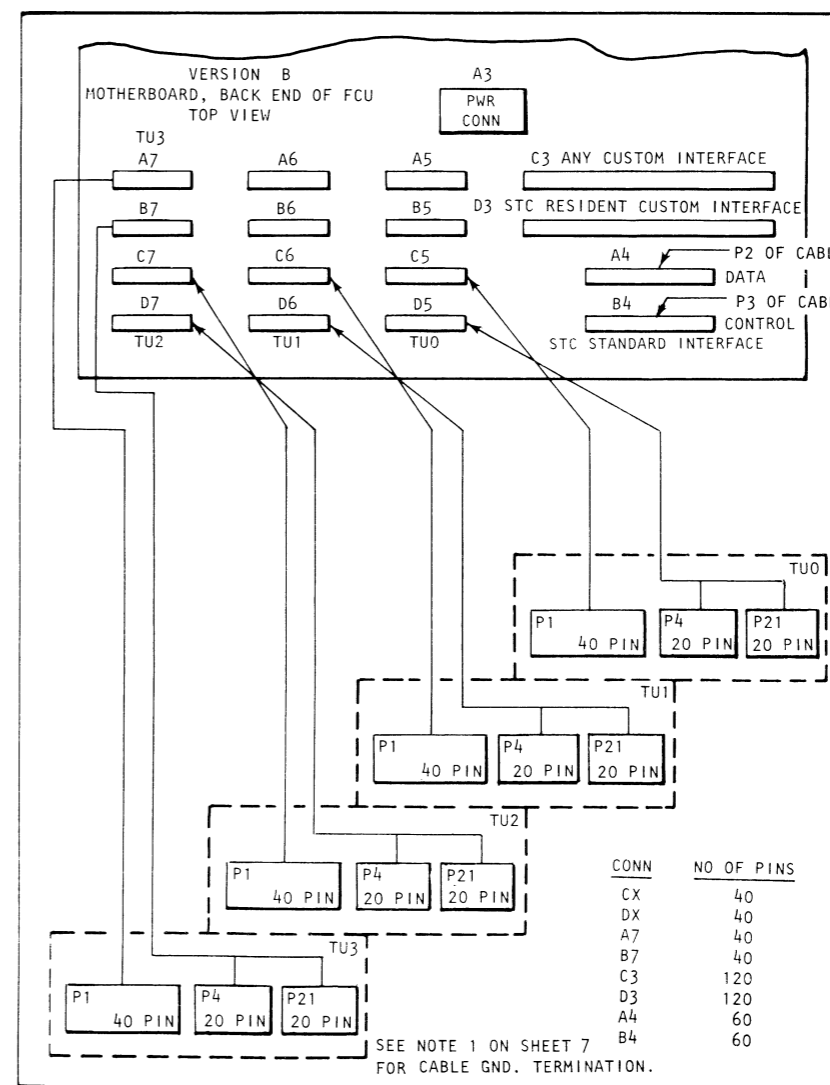 VERSION B
MOTHERBOARD, BACK END OF FCU
TOP VIEW
A3
PWR
CONN
TU3
A7
A6
A5
C3 ANY CUSTOM INTERFACE
B7
B6
B5
D3 STC RESIDENT CUSTOM INTERFACE
C7
C6
C5
A4
P2 OF CABL
DATA
D7
D6
D5
B4
P3 OF CABL
CONTROL
TU2
TU1
TU0
STC STANDARD INTERFACE
TU0
P1
40 PIN
P4
20 PIN
P21
20 PIN
TU1
P1
40 PIN
P4
20 PIN
P21
20 PIN
TU2
P1
40 PIN
P4
20 PIN
P21
20 PIN
TU3
P1
40 PIN
P4
20 PIN
P21
20 PIN
CONN NO OF PINS
CX 40
DX 40
A7 40
B7 40
C3 120
D3 120
A4 60
B4 60
SEE NOTE 1 ON SHEET 7
FOR CABLE GND. TERMINATION.